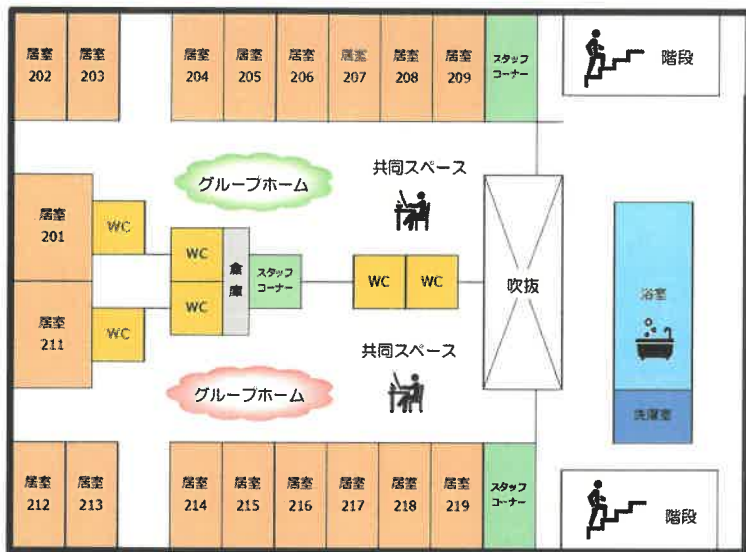 居室
202
居室
203
居室
204
居室
205
居室
206
居室
207
居室
208
居室
209
スタッフ
コーナー
階段
グループホーム
共同スペース
居室
201
WC
WC
倉庫
スタッフ
コーナー
WC
WC
吹抜
浴室
居室
211
WC
WC
共同スペース
グループホーム
洗濯室
居室
212
居室
213
居室
214
居室
215
居室
216
居室
217
居室
218
居室
219
スタッフ
コーナー
階段